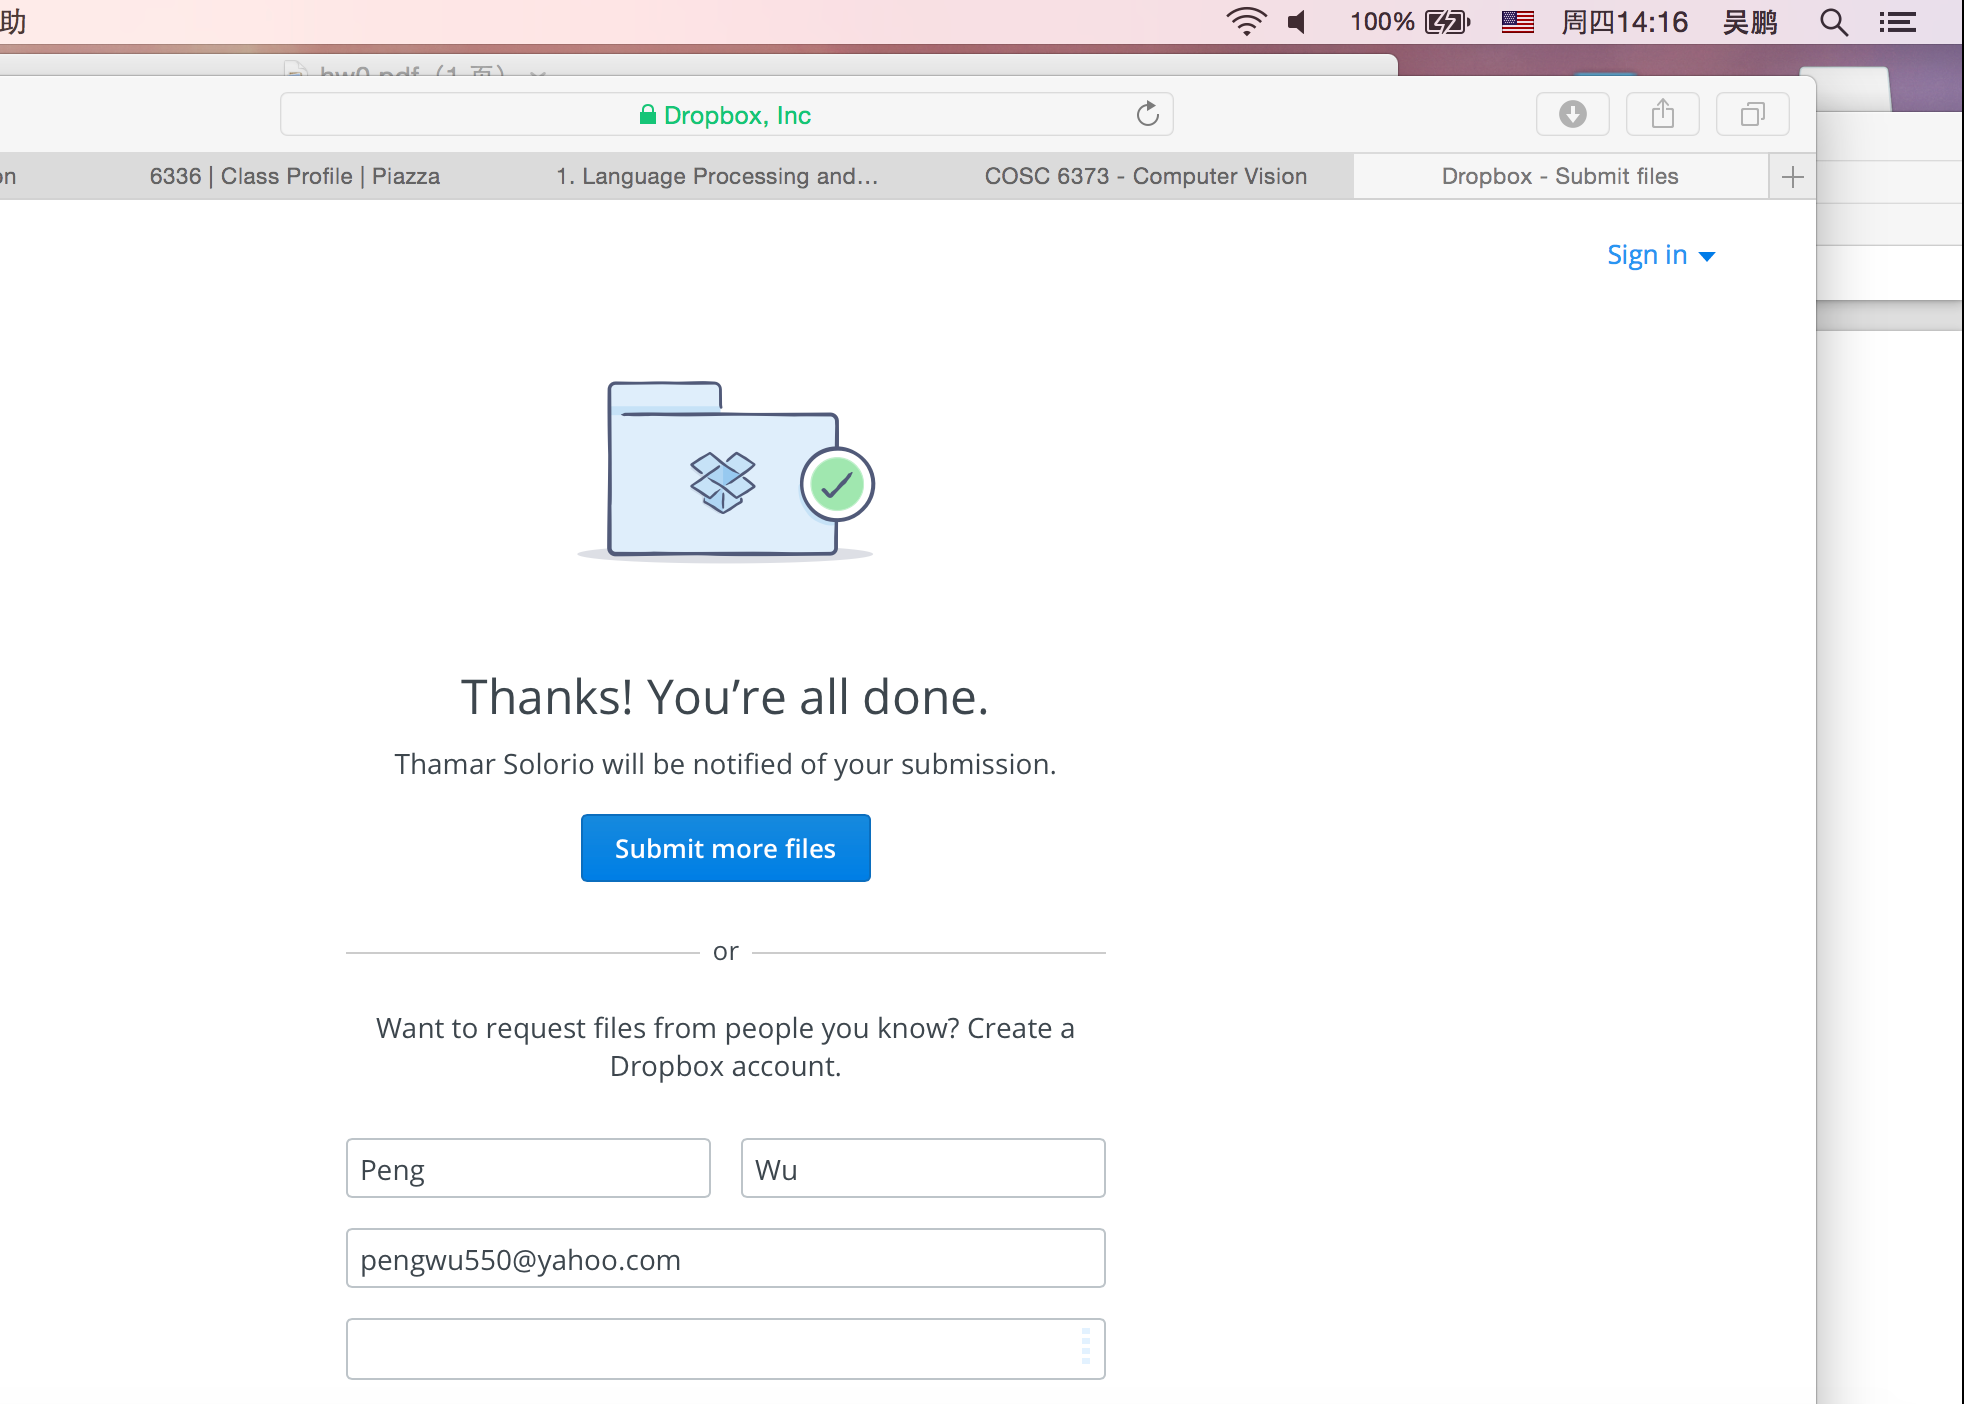 助
100%
周四14:16
吴鹏
hw0.pdf（1 页）
Dropbox, Inc
on
6336 | Class Profile | Piazza
1. Language Processing and…
COSC 6373 - Computer Vision
Dropbox - Submit files
Sign in
Thanks! You’re all done.
Thamar Solorio will be notified of your submission.
Submit more files
or
Want to request files from people you know? Create a
Dropbox account.
Peng
Wu
pengwu550@yahoo.com